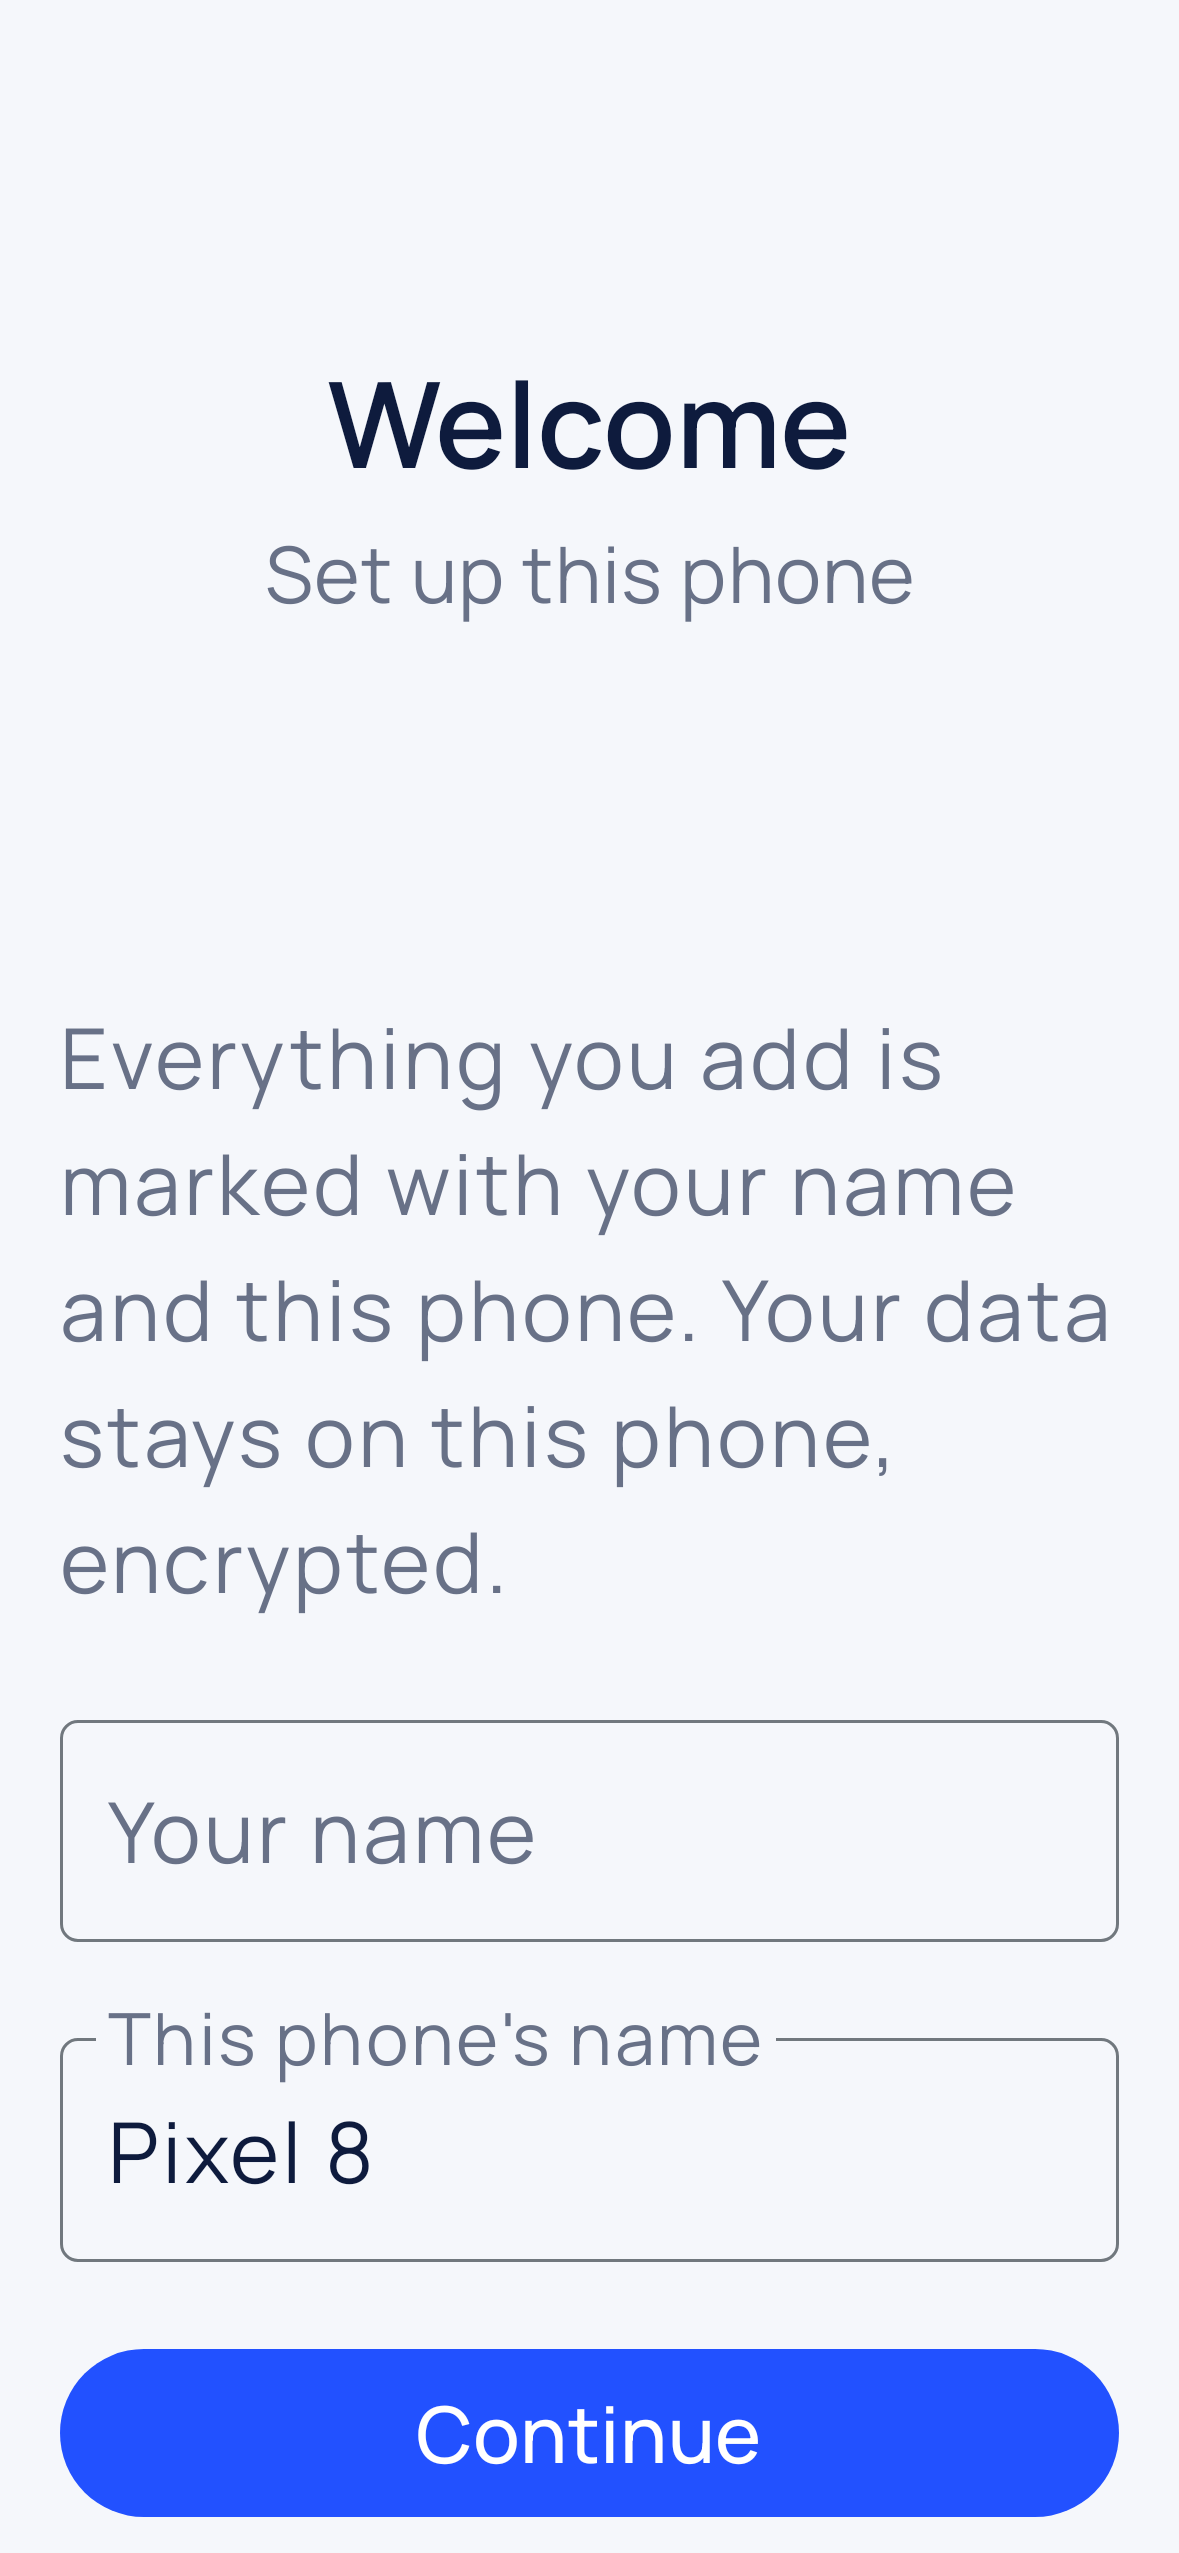 Welcome
Set up this phone
Everything you add is
marked with your name
and this phone. Your data
stays on this phone,
encrypted.
Your name
This phone's name
Pixel 8
Continue